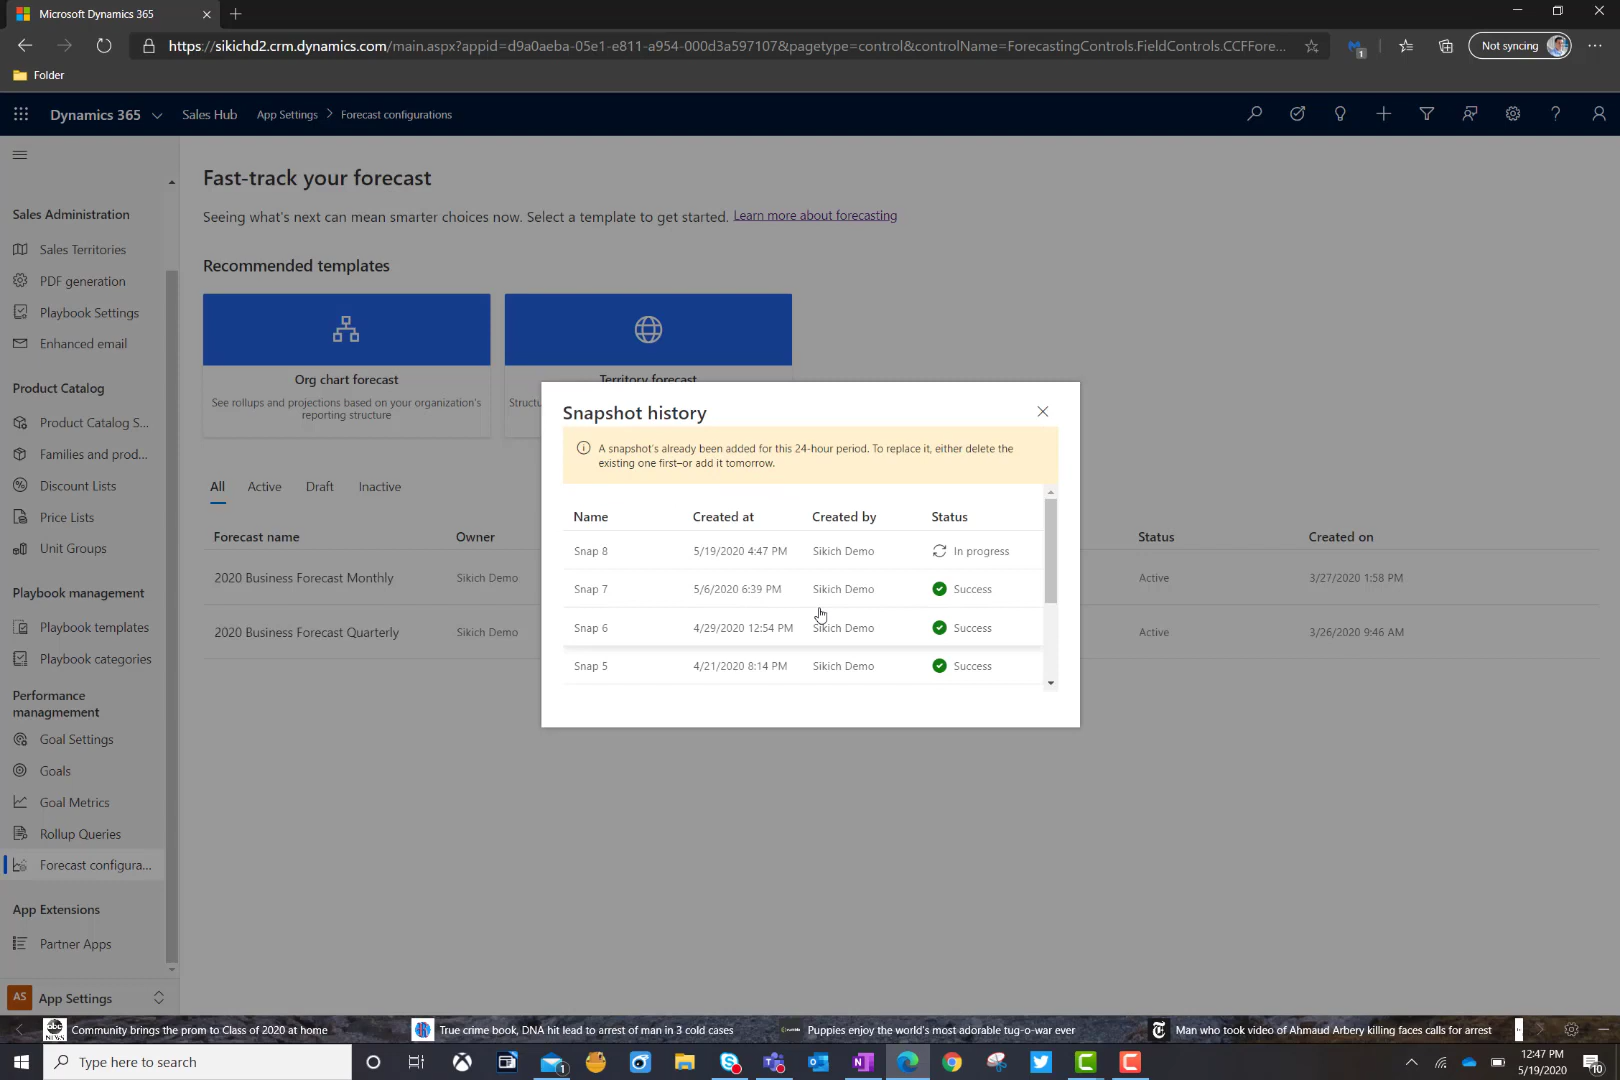 Microsoft Dynamics 365
https://sikichd2.crm.dynamics.com/main.aspx?appid=d9a0aeba-05e1-e811-a954-000d3a597107&pagetype=control&controlName=ForecastingControls.FieldControls.CCFFore...
1
Not syncing
Folder
Dynamics 365
Sales Hub
App Settings > Forecast configurations
Fast-track your forecast
Seeing what's next can mean smarter choices now. Select a template to get started. Learn more about forecasting
Recommended templates
Org chart forecast
See rollups and projections based on your organization's
reporting structure
Territory forecast
Structu
Sales Administration
Sales Territories
PDF generation
Playbook Settings
Enhanced email
Product Catalog
Product Catalog S...
Families and prod...
Discount Lists
Price Lists
Unit Groups
Playbook management
Playbook templates
Playbook categories
Performance
managmement
Goal Settings
Goals
Goal Metrics
Rollup Queries
Forecast configura...
App Extensions
Partner Apps
AS App Settings
All Active Draft Inactive
Forecast name Owner Status Created on
2020 Business Forecast Monthly Sikich Demo Active 3/27/2020 1:58 PM
2020 Business Forecast Quarterly Sikich Demo Active 3/26/2020 9:46 AM
Snapshot history
A snapshot's already been added for this 24-hour period. To replace it, either delete the
existing one first–or add it tomorrow.
Name Created at Created by Status
Snap 8 5/19/2020 4:47 PM Sikich Demo In progress
Snap 7 5/6/2020 6:39 PM Sikich Demo Success
Snap 6 4/29/2020 12:54 PM Sikich Demo Success
Snap 5 4/21/2020 8:14 PM Sikich Demo Success
abc NEWS Community brings the prom to Class of 2020 at home
True crime book, DNA hit lead to arrest of man in 3 cold cases
Puppies enjoy the world's most adorable tug-o-war ever
Man who took video of Ahmaud Arbery killing faces calls for arrest
Type here to search
1
12:47 PM
5/19/2020
10